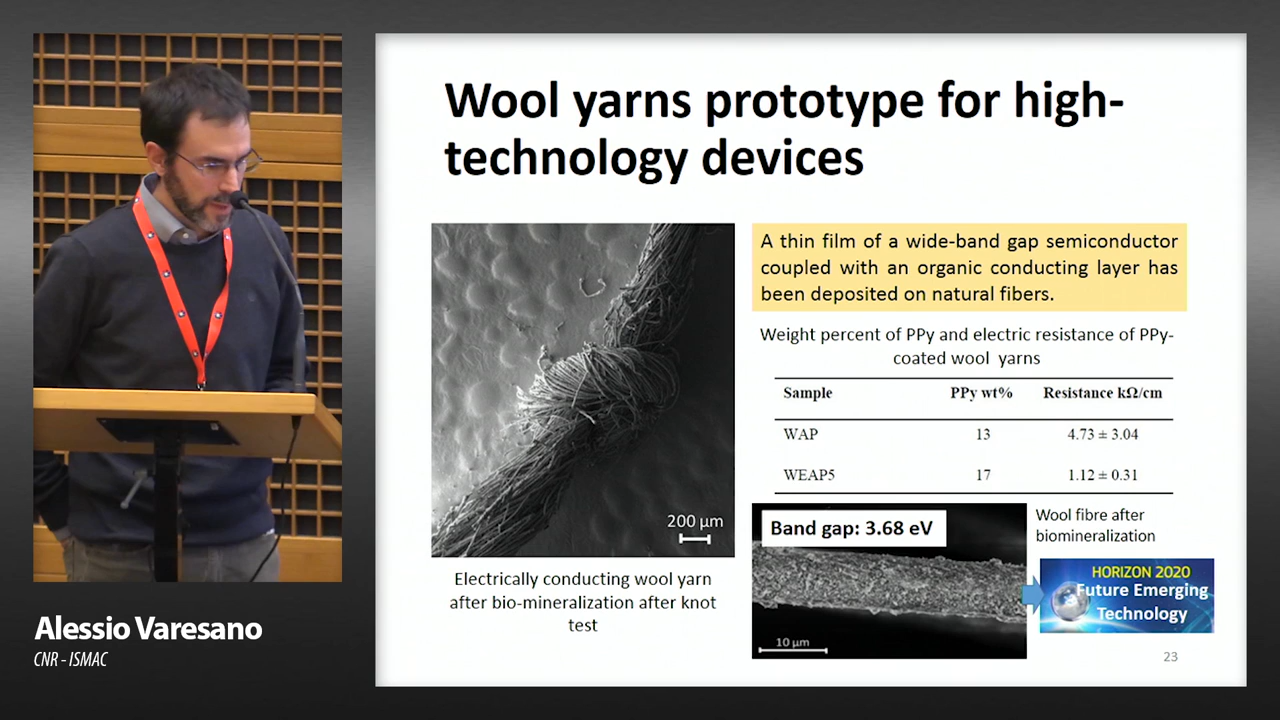 Wool yarns prototype for high-
technology devices
A thin film of a wide-band gap semiconductor
coupled with an organic conducting layer has
been deposited on natural fibers.
Weight percent of PPy and electric resistance of PPy-
coated wool yarns
Sample PPy wt% Resistance kΩ/cm
WAP 13 4.73 ± 3.04
WEAP5 17 1.12 ± 0.31
200 µm
Electrically conducting wool yarn
after bio-mineralization after knot
test
Band gap: 3.68 eV
10 µm
Wool fibre after
biomineralization
HORIZON 2020
Future Emerging
Technology
23
Alessio Varesano
CNR - ISMAC